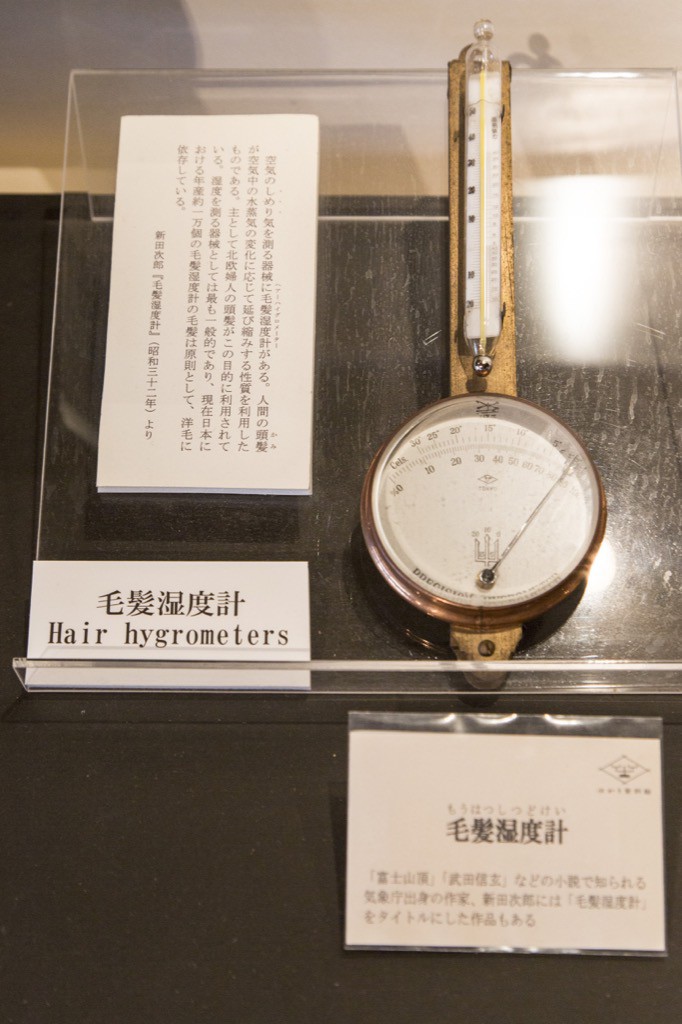 空気のしめり気を測る器械に毛髪湿度計がある。人間の頭髪
が空気中の水蒸気の変化に応じて延び縮みする性質を利用した
ものである。主として北欧婦人の頭髪がこの目的に利用されて
いる。湿度を測る器械としては最も一般的であり、現在日本に
おける年産約一万個の毛髪湿度計の毛髪は原則として、洋毛に
依存している。
新田次郎『毛髪湿度計』(昭和三十二年)より
毛髪湿度計
Hair hygrometers
Cels. 30° 25° 20° 15°
10 20 30 40 50 60 70
もうはつしつどけい
毛髪湿度計
「富士山頂」「武田信玄」などの小説で知られる
気象庁出身の作家、新田次郎には「毛髪湿度計」
をタイトルにした作品もある